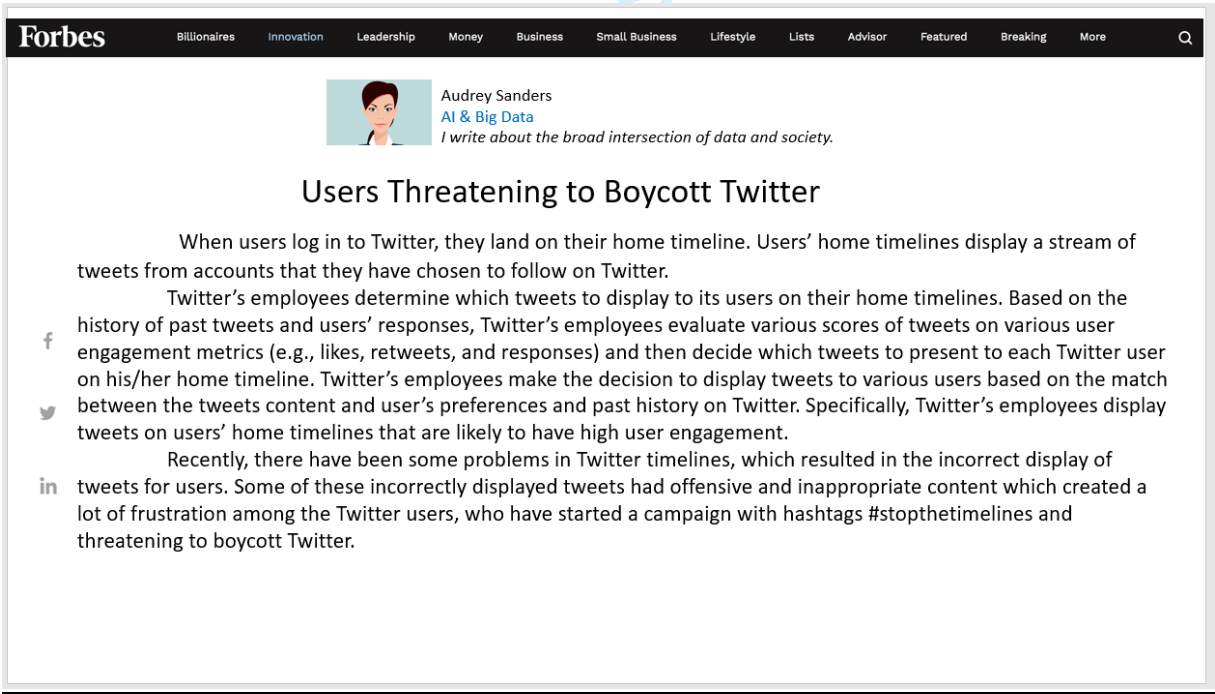 Forbes
Billionaires Innovation Leadership Money Business Small Business Lifestyle Lists Advisor Featured Breaking More
Audrey Sanders
AI & Big Data
I write about the broad intersection of data and society.
Users Threatening to Boycott Twitter
When users log in to Twitter, they land on their home timeline. Users’ home timelines display a stream of
tweets from accounts that they have chosen to follow on Twitter.
Twitter’s employees determine which tweets to display to its users on their home timelines. Based on the
history of past tweets and users’ responses, Twitter’s employees evaluate various scores of tweets on various user
engagement metrics (e.g., likes, retweets, and responses) and then decide which tweets to present to each Twitter user
on his/her home timeline. Twitter’s employees make the decision to display tweets to various users based on the match
between the tweets content and user’s preferences and past history on Twitter. Specifically, Twitter’s employees display
tweets on users’ home timelines that are likely to have high user engagement.
Recently, there have been some problems in Twitter timelines, which resulted in the incorrect display of
tweets for users. Some of these incorrectly displayed tweets had offensive and inappropriate content which created a
lot of frustration among the Twitter users, who have started a campaign with hashtags #stopthetimelines and
threatening to boycott Twitter.